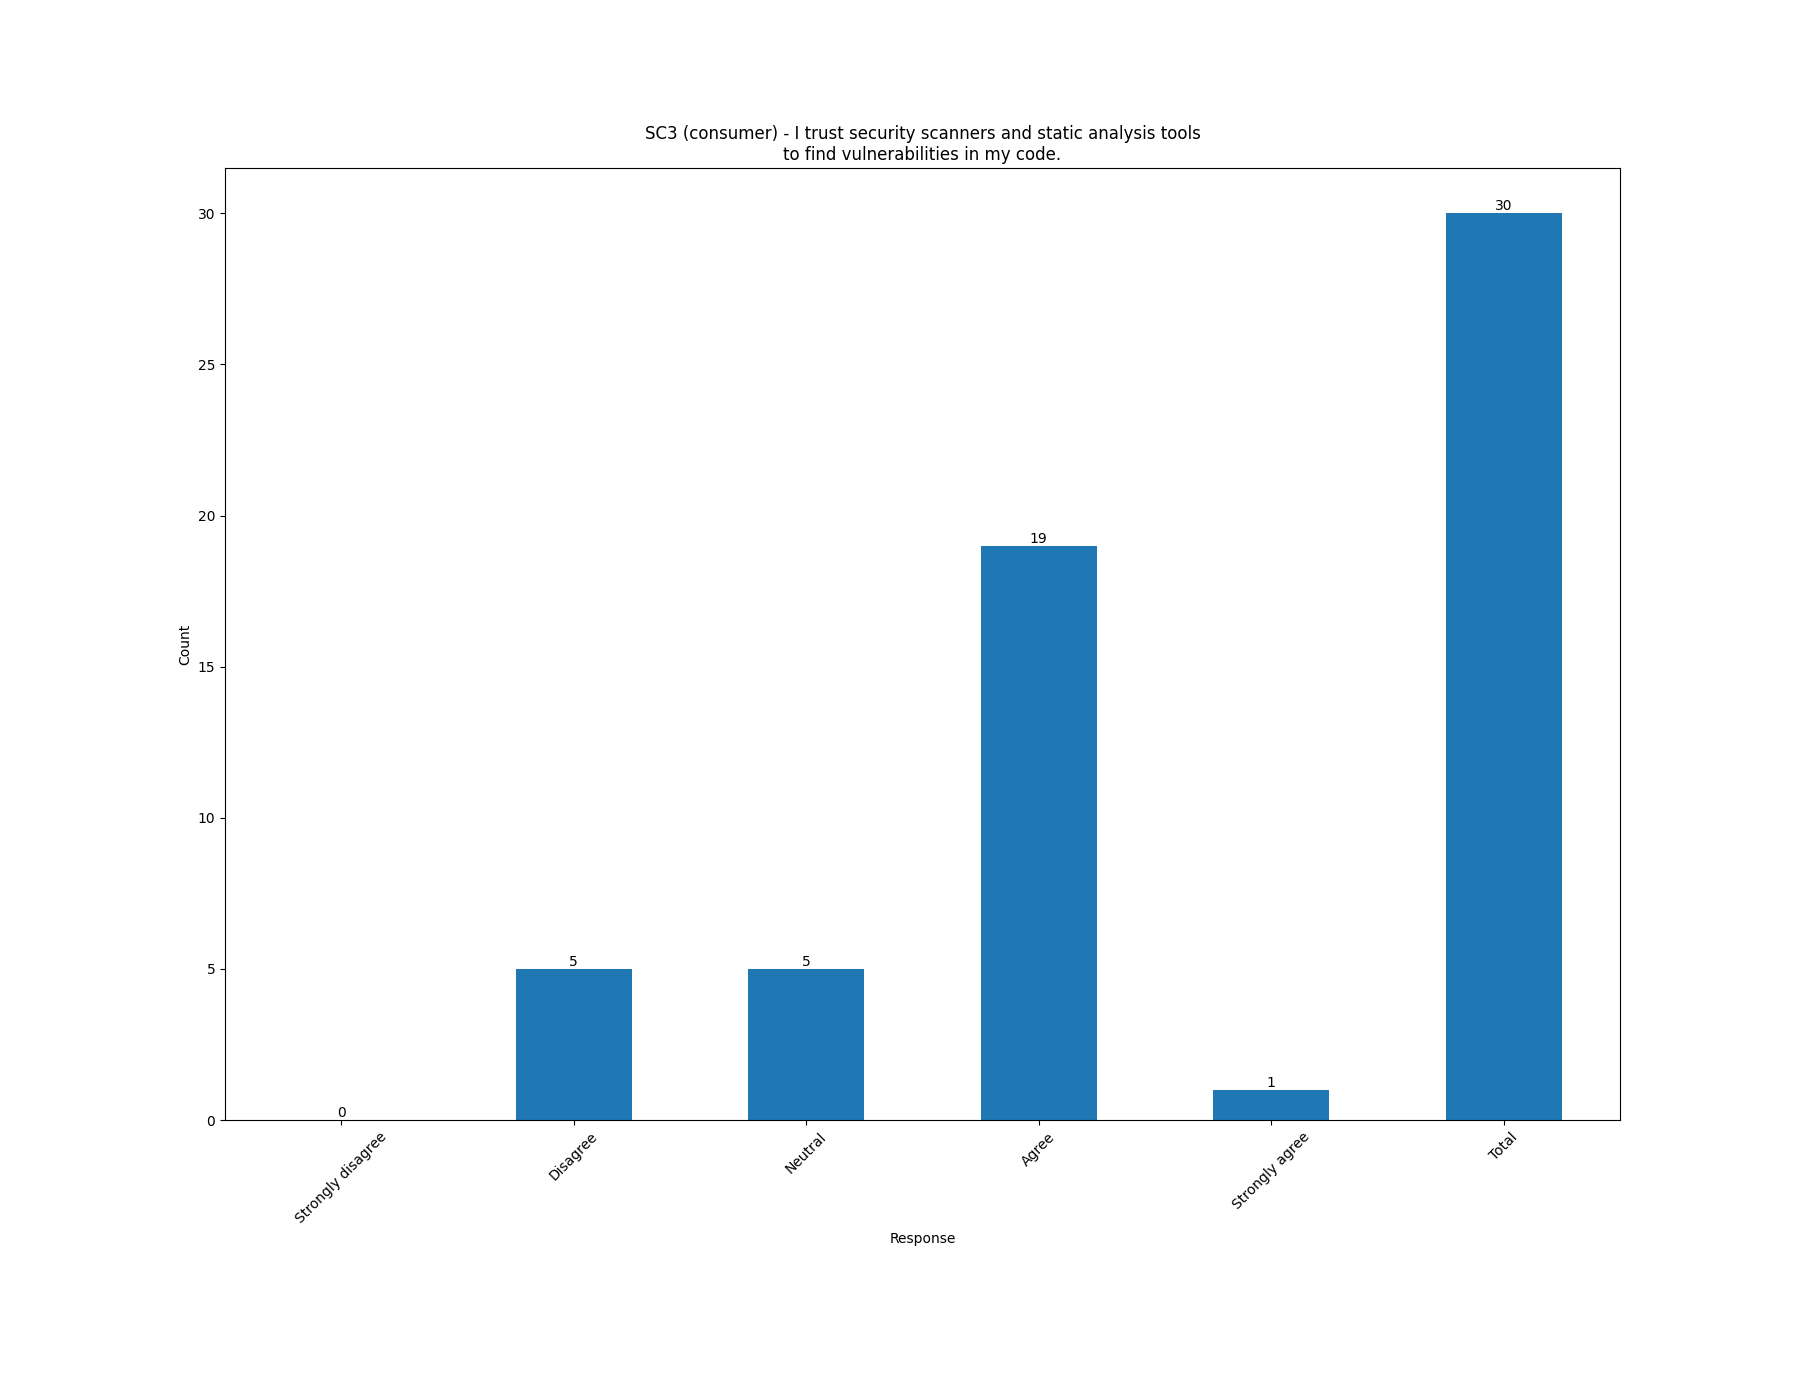 SC3 (consumer) - I trust security scanners and static analysis tools
to find vulnerabilities in my code.
30
25
20
15
10
5
0
Count
0
5
5
19
1
30
Strongly disagree
Disagree
Neutral
Agree
Strongly agree
Total
Response